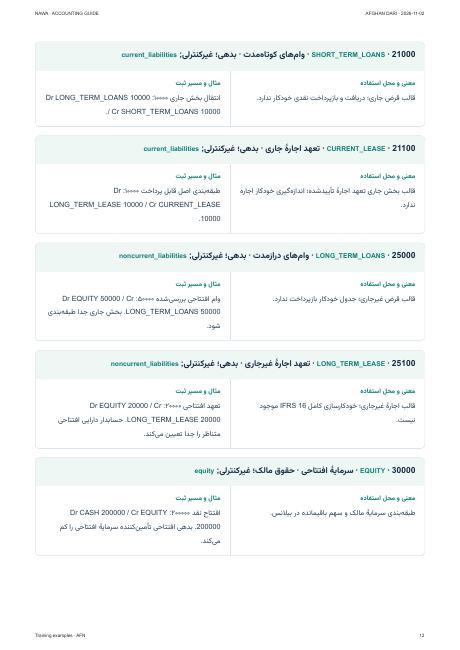 NAWA · ACCOUNTING GUIDE
AFGHAN DARI · 2026-11-02
21000 · SHORT_TERM_LOANS · وام‌های کوتاه‌مدت · بدهی؛ غیرکنترلی; current_liabilities
معنی و محل استفاده
قالب قرض جاری؛ دریافت و بازپرداخت نقدی خودکار ندارد.
مثال و مسیر ثبت
انتقال بخش جاری ۱۰۰۰۰: Dr LONG_TERM_LOANS 10000
/ Cr SHORT_TERM_LOANS 10000.
21100 · CURRENT_LEASE · تعهد اجارهٔ جاری · بدهی؛ غیرکنترلی; current_liabilities
معنی و محل استفاده
قالب بخش جاری تعهد اجارهٔ تأییدشده؛ اندازه‌گیری خودکار اجاره
ندارد.
مثال و مسیر ثبت
طبقه‌بندی اصل قابل پرداخت ۱۰۰۰۰: Dr
LONG_TERM_LEASE 10000 / Cr CURRENT_LEASE
10000.
25000 · LONG_TERM_LOANS · وام‌های درازمدت · بدهی؛ غیرکنترلی; noncurrent_liabilities
معنی و محل استفاده
قالب قرض غیرجاری؛ جدول خودکار بازپرداخت ندارد.
مثال و مسیر ثبت
وام افتتاحی بررسی‌شده ۵۰۰۰۰: Dr EQUITY 50000 / Cr
LONG_TERM_LOANS 50000. بخش جاری جدا طبقه‌بندی
شود.
25100 · LONG_TERM_LEASE · تعهد اجارهٔ غیرجاری · بدهی؛ غیرکنترلی; noncurrent_liabilities
معنی و محل استفاده
قالب اجارهٔ غیرجاری؛ خودکارسازی کامل IFRS 16 موجود
نیست.
مثال و مسیر ثبت
تعهد افتتاحی ۲۰۰۰۰: Dr EQUITY 20000 / Cr
LONG_TERM_LEASE 20000. حسابدار دارایی افتتاحی
متناظر را جدا تعیین می‌کند.
30000 · EQUITY · سرمایهٔ افتتاحی · حقوق مالک؛ غیرکنترلی; equity
معنی و محل استفاده
طبقه‌بندی سرمایهٔ مالک و سهم باقیمانده در بیلانس.
مثال و مسیر ثبت
افتتاح نقد ۲۰۰۰۰۰: Dr CASH 200000 / Cr EQUITY
200000. بدهی افتتاحی تأمین‌کننده سرمایهٔ افتتاحی را کم
می‌کند.
Training examples · AFN
12